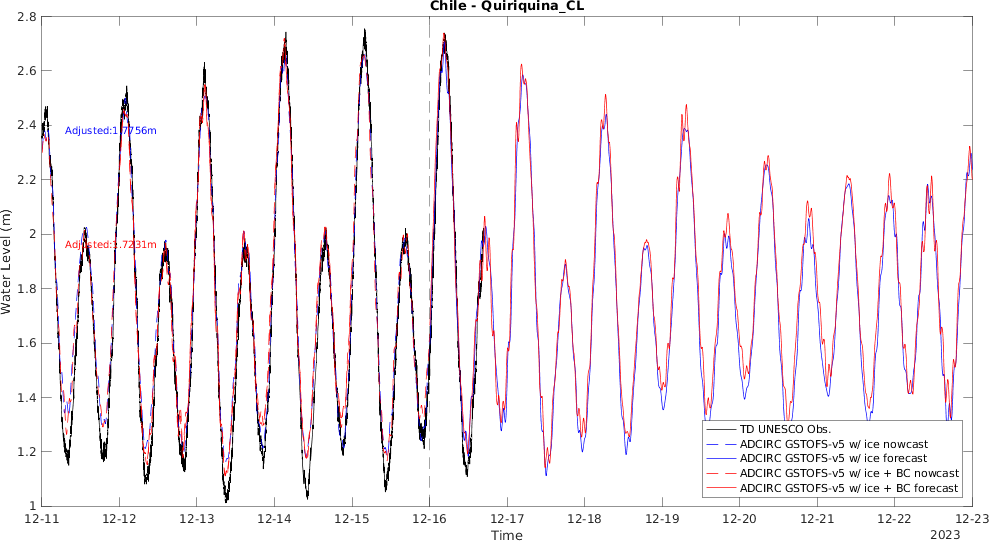 Chile - Quiriquina_CL
2.8
2.6
2.4
2.2
2
1.8
1.6
1.4
1.2
1
Water Level (m)
Adjusted:1.7756m
Adjusted:1.7231m
TD UNESCO Obs.
ADCIRC GSTOFS-v5 w/ ice nowcast
ADCIRC GSTOFS-v5 w/ ice forecast
ADCIRC GSTOFS-v5 w/ ice + BC nowcast
ADCIRC GSTOFS-v5 w/ ice + BC forecast
12-11 12-12 12-13 12-14 12-15 12-16 12-17 12-18 12-19 12-20 12-21 12-22 12-23
Time
2023